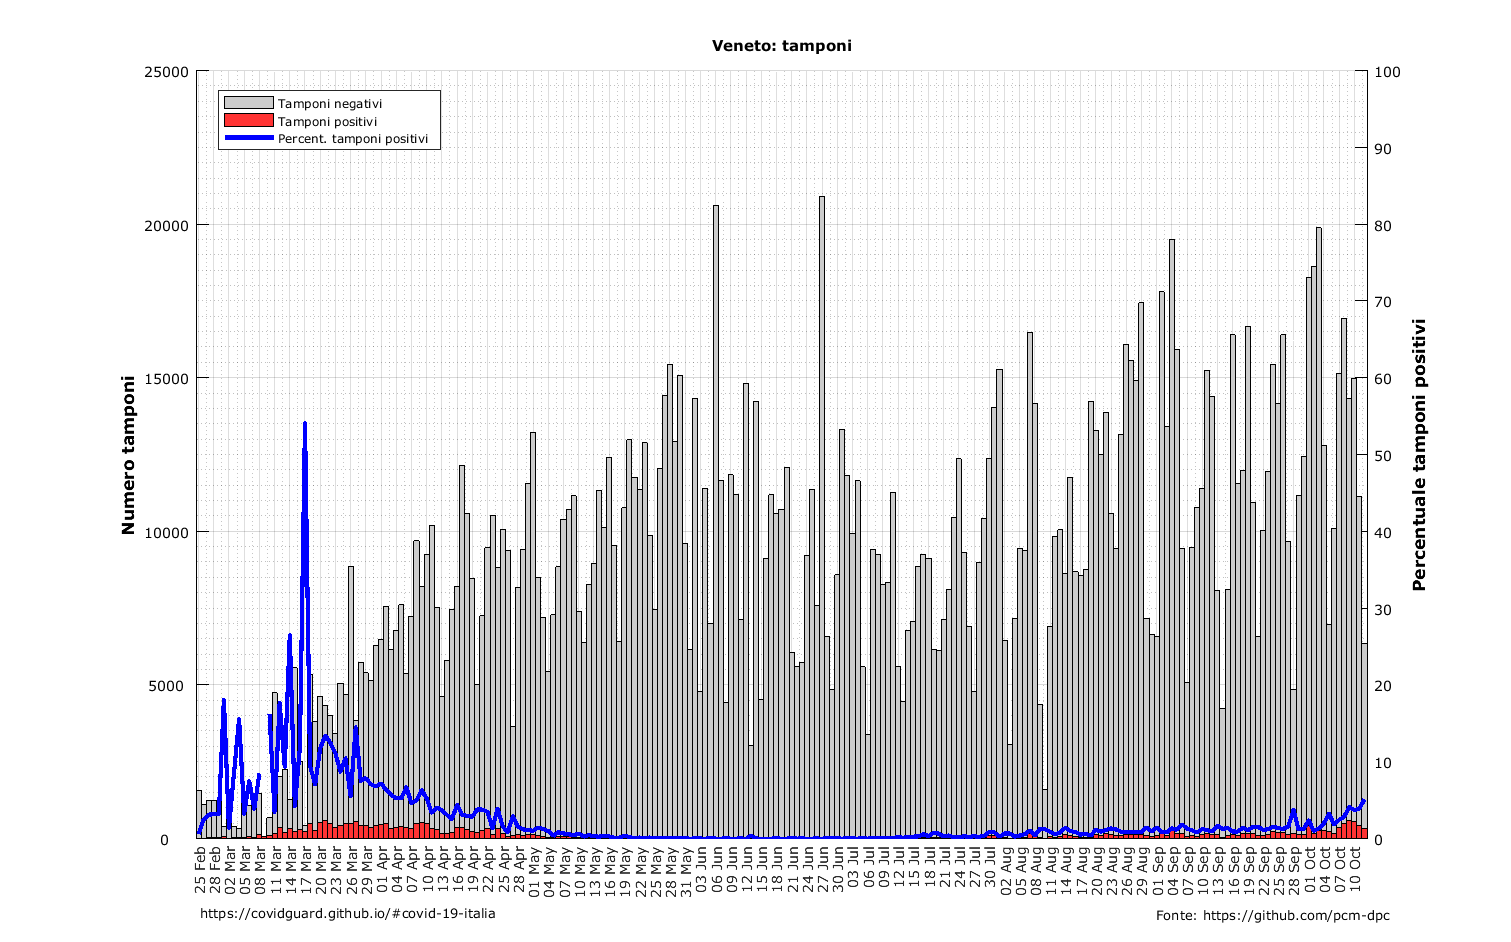 Veneto: tamponi
25000
20000
15000
10000
5000
0
100
90
80
70
60
50
40
30
20
10
0
Tamponi negativi
Tamponi positivi
Percent. tamponi positivi
Numero tamponi
Percentuale tamponi positivi
25 Feb
28 Feb
02 Mar
05 Mar
08 Mar
11 Mar
14 Mar
17 Mar
20 Mar
23 Mar
26 Mar
29 Mar
01 Apr
04 Apr
07 Apr
10 Apr
13 Apr
16 Apr
19 Apr
22 Apr
25 Apr
28 Apr
01 May
04 May
07 May
10 May
13 May
16 May
19 May
22 May
25 May
28 May
31 May
03 Jun
06 Jun
09 Jun
12 Jun
15 Jun
18 Jun
21 Jun
24 Jun
27 Jun
30 Jun
03 Jul
06 Jul
09 Jul
12 Jul
15 Jul
18 Jul
21 Jul
24 Jul
27 Jul
30 Jul
02 Aug
05 Aug
08 Aug
11 Aug
14 Aug
17 Aug
20 Aug
23 Aug
26 Aug
29 Aug
01 Sep
04 Sep
07 Sep
10 Sep
13 Sep
16 Sep
19 Sep
22 Sep
25 Sep
28 Sep
01 Oct
04 Oct
07 Oct
10 Oct
https://covidguard.github.io/#covid-19-italia
Fonte: https://github.com/pcm-dpc